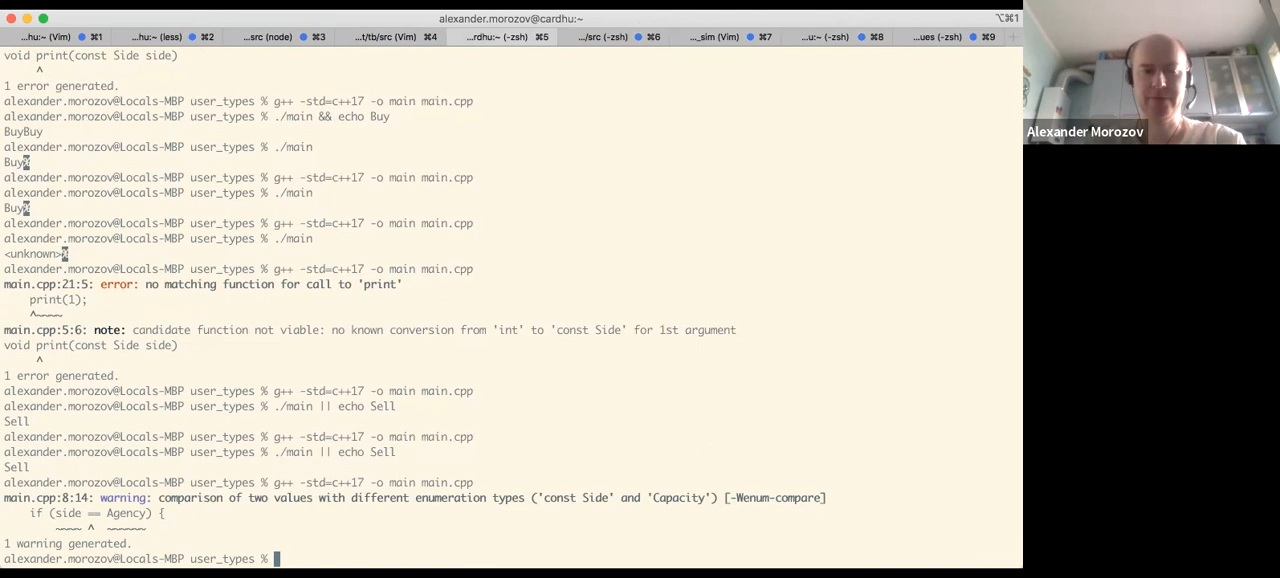 alexander.morozov@cardhu:~
⌥⌘1
...hu:~ (Vim) ⌘1 ...hu:~ (less) ⌘2 ...src (node) ⌘3 ...t/tb/src (Vim) ⌘4 ...rdhu:~ (-zsh) ⌘5 .../src (-zsh) ⌘6 ..._sim (Vim) ⌘7 ...u:~ (-zsh) ⌘8 ...ues (-zsh) ⌘9
void print(const Side side)
^
1 error generated.
alexander.morozov@Locals-MBP user_types % g++ -std=c++17 -o main main.cpp
alexander.morozov@Locals-MBP user_types % ./main && echo Buy
BuyBuy
alexander.morozov@Locals-MBP user_types % ./main
Buy%
alexander.morozov@Locals-MBP user_types % g++ -std=c++17 -o main main.cpp
alexander.morozov@Locals-MBP user_types % ./main
Buy%
alexander.morozov@Locals-MBP user_types % g++ -std=c++17 -o main main.cpp
alexander.morozov@Locals-MBP user_types % ./main
<unknown>%
alexander.morozov@Locals-MBP user_types % g++ -std=c++17 -o main main.cpp
main.cpp:21:5: error: no matching function for call to 'print'
print(1);
^~~~~
main.cpp:5:6: note: candidate function not viable: no known conversion from 'int' to 'const Side' for 1st argument
void print(const Side side)
^
1 error generated.
alexander.morozov@Locals-MBP user_types % g++ -std=c++17 -o main main.cpp
alexander.morozov@Locals-MBP user_types % ./main || echo Sell
Sell
alexander.morozov@Locals-MBP user_types % g++ -std=c++17 -o main main.cpp
alexander.morozov@Locals-MBP user_types % ./main || echo Sell
Sell
alexander.morozov@Locals-MBP user_types % g++ -std=c++17 -o main main.cpp
main.cpp:8:14: warning: comparison of two values with different enumeration types ('const Side' and 'Capacity') [-Wenum-compare]
if (side == Agency) {
~~~~ ^ ~~~~~~
1 warning generated.
alexander.morozov@Locals-MBP user_types %
Alexander Morozov